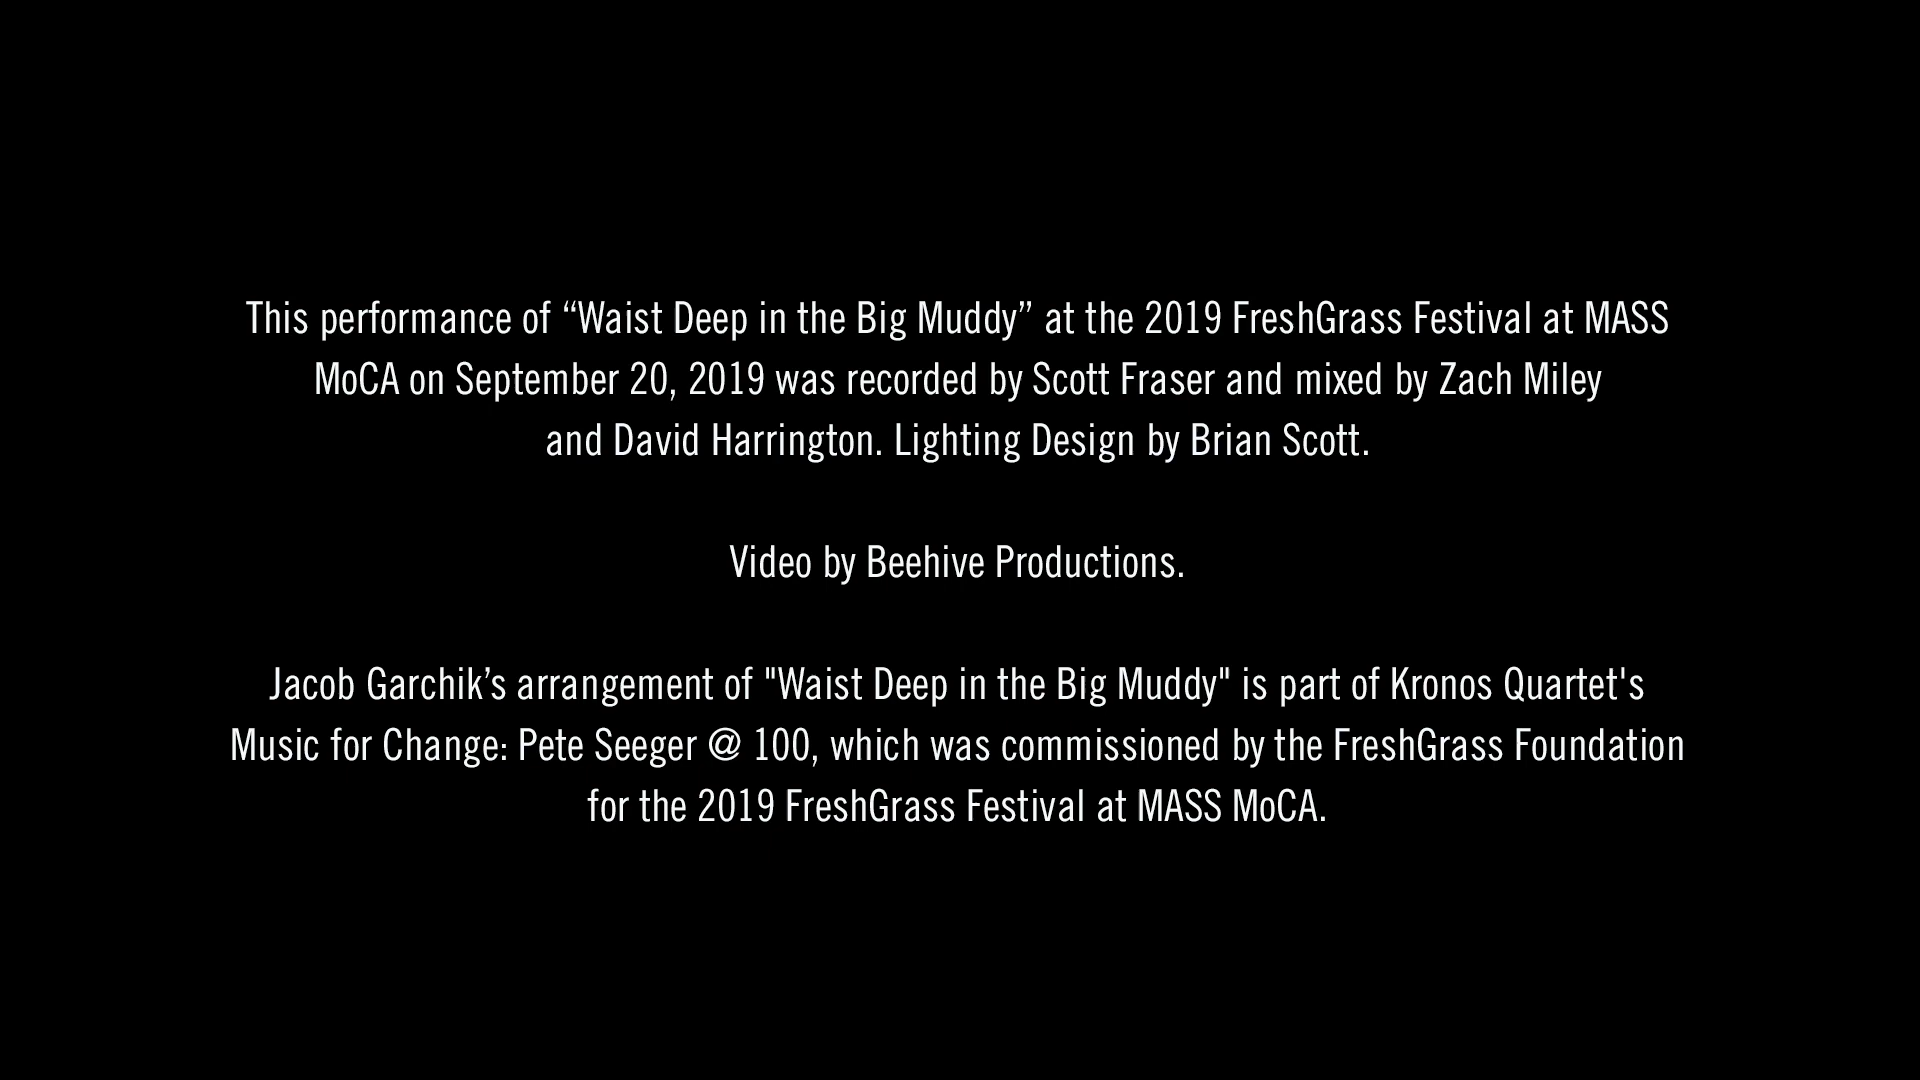 This performance of “Waist Deep in the Big Muddy” at the 2019 FreshGrass Festival at MASS
MoCA on September 20, 2019 was recorded by Scott Fraser and mixed by Zach Miley
and David Harrington. Lighting Design by Brian Scott.
Video by Beehive Productions.
Jacob Garchik’s arrangement of "Waist Deep in the Big Muddy" is part of Kronos Quartet's
Music for Change: Pete Seeger @ 100, which was commissioned by the FreshGrass Foundation
for the 2019 FreshGrass Festival at MASS MoCA.